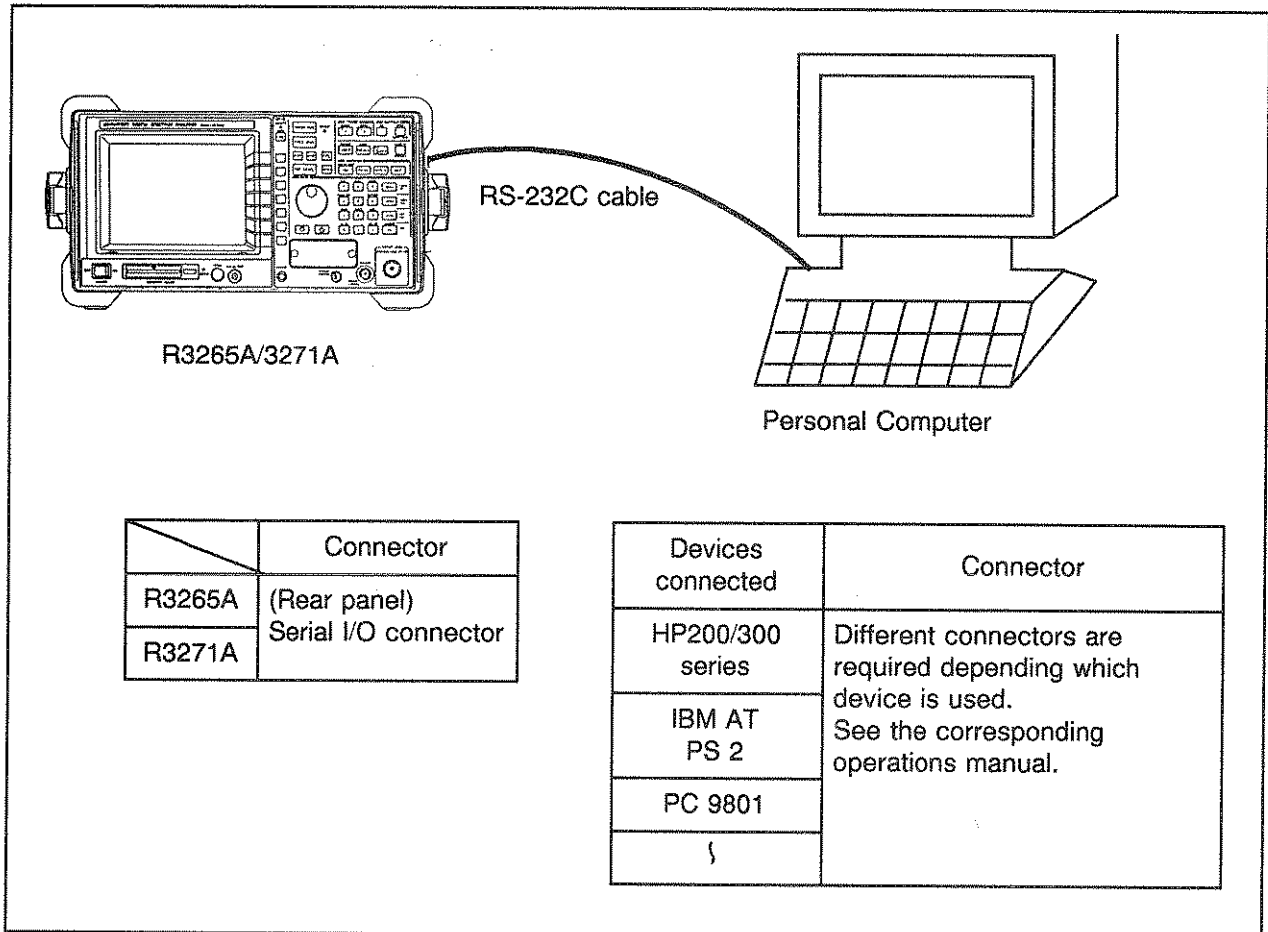 RS-232C cable
R3265A/3271A
Personal Computer
Connector
R3265A
R3271A
(Rear panel)
Serial I/O connector
Devices
connected
Connector
HP200/300
series
IBM AT
PS 2
PC 9801
Different connectors are
required depending which
device is used.
See the corresponding
operations manual.